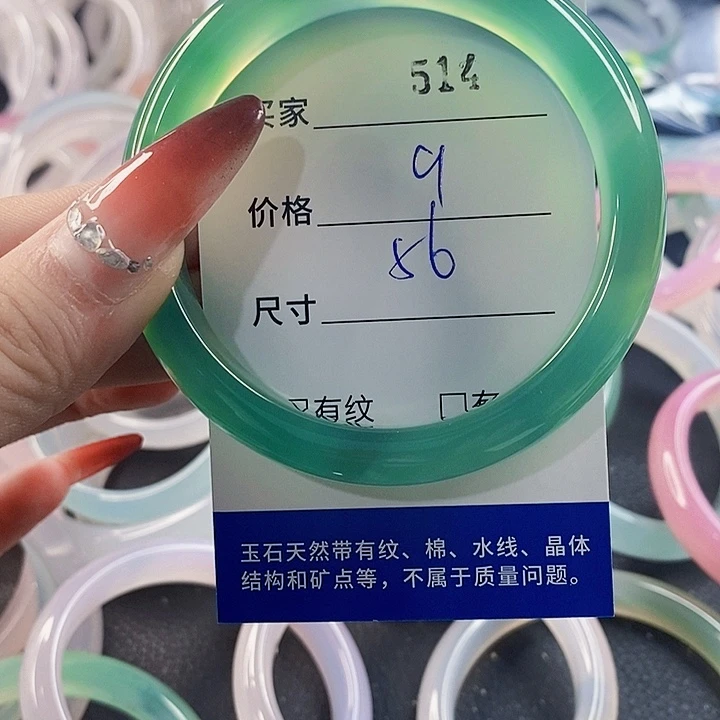 514
买家
9
价格
56
尺寸
有纹
玉石天然带有纹、棉、水线、晶体
结构和矿点等，不属于质量问题。